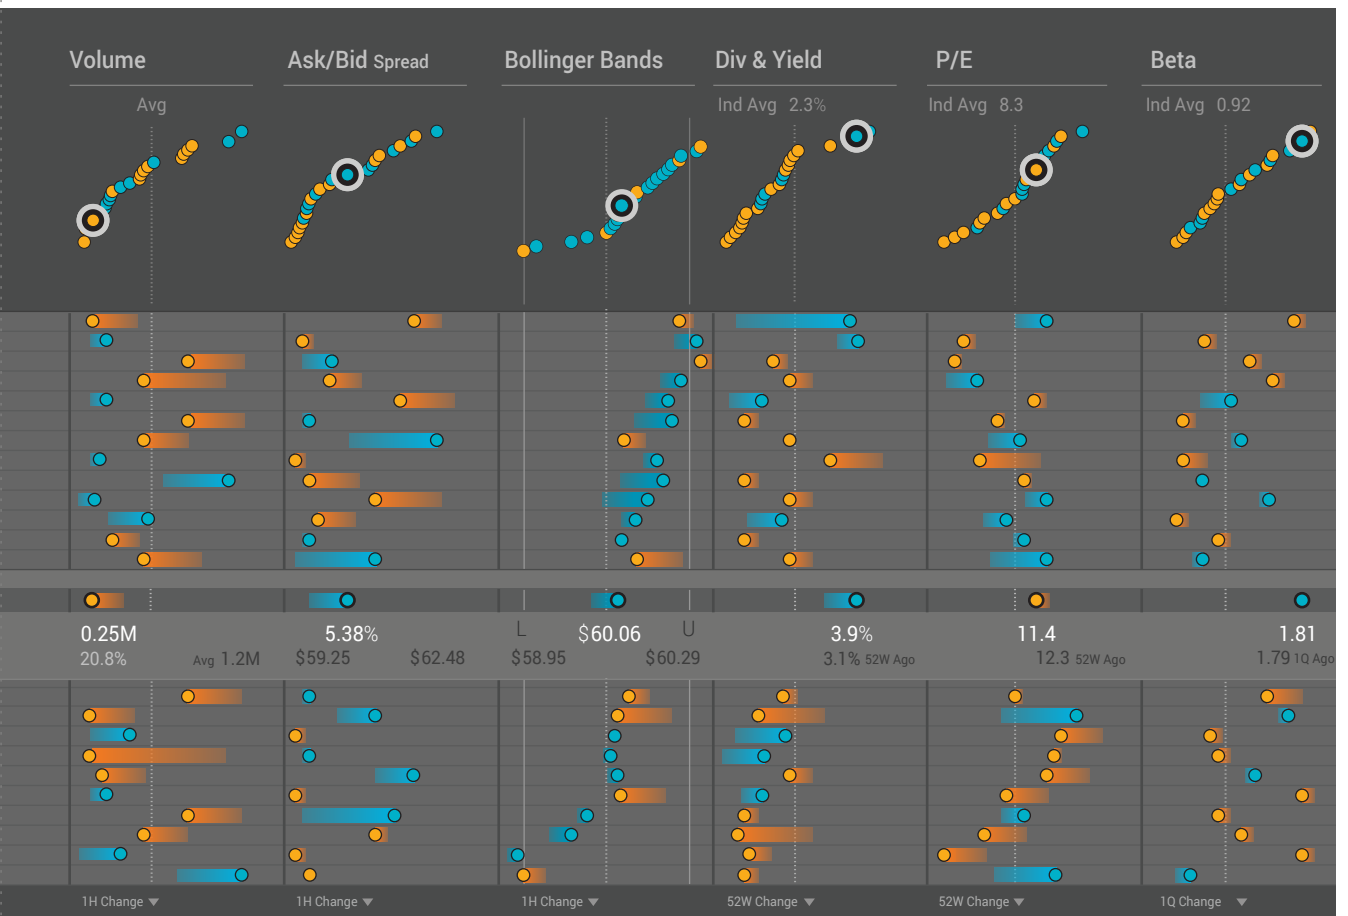 Volume Ask/Bid Spread Bollinger Bands Div & Yield P/E Beta
Avg Ind Avg 2.3% Ind Avg 8.3 Ind Avg 0.92
0.25M 5.38% L $60.06 U 3.9% 11.4 1.81
20.8% Avg 1.2M $59.25 $62.48 $58.95 $60.29 3.1% 52W Ago 12.3 52W Ago 1.79 1Q Ago
1H Change 1H Change 1H Change 52W Change 52W Change 1Q Change